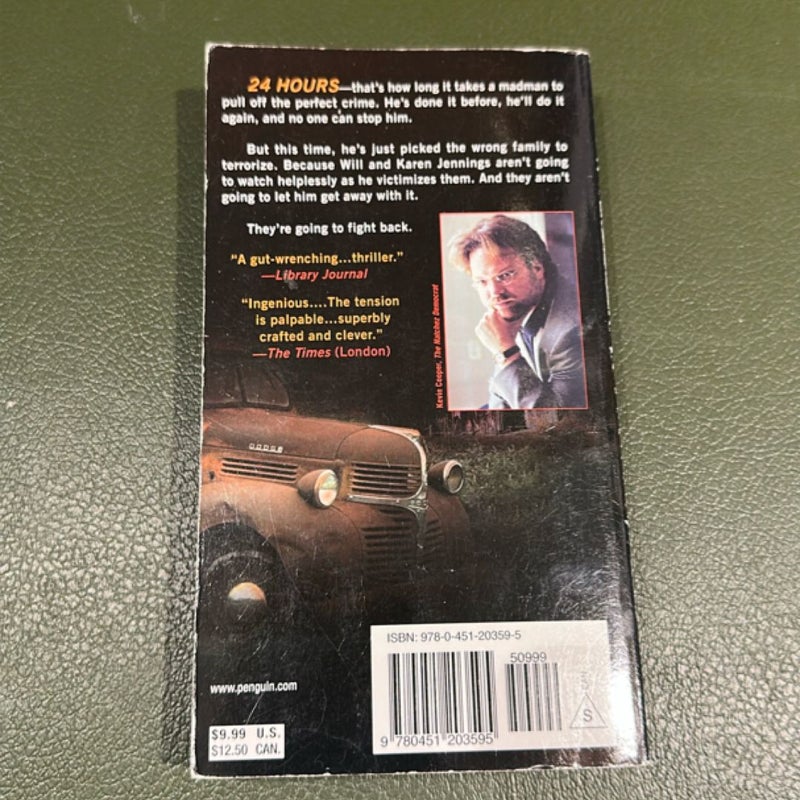 24 HOURS—that's how long it takes a madman to
pull off the perfect crime. He's done it before, he'll do it
again, and no one can stop him.
But this time, he's just picked the wrong family to
terrorize. Because Will and Karen Jennings aren't going
to watch helplessly as he victimizes them. And they aren't
going to let him get away with it.
They're going to fight back.
"A gut-wrenching...thriller."
—Library Journal
"Ingenious....The tension
is palpable...superbly
crafted and clever."
—The Times (London)
Kevin Cooper, The Natchez Democrat
DODGE
www.penguin.com
$9.99 U.S.
$12.50 CAN.
ISBN: 978-0-451-20359-5
50999
9 780451 203595
S